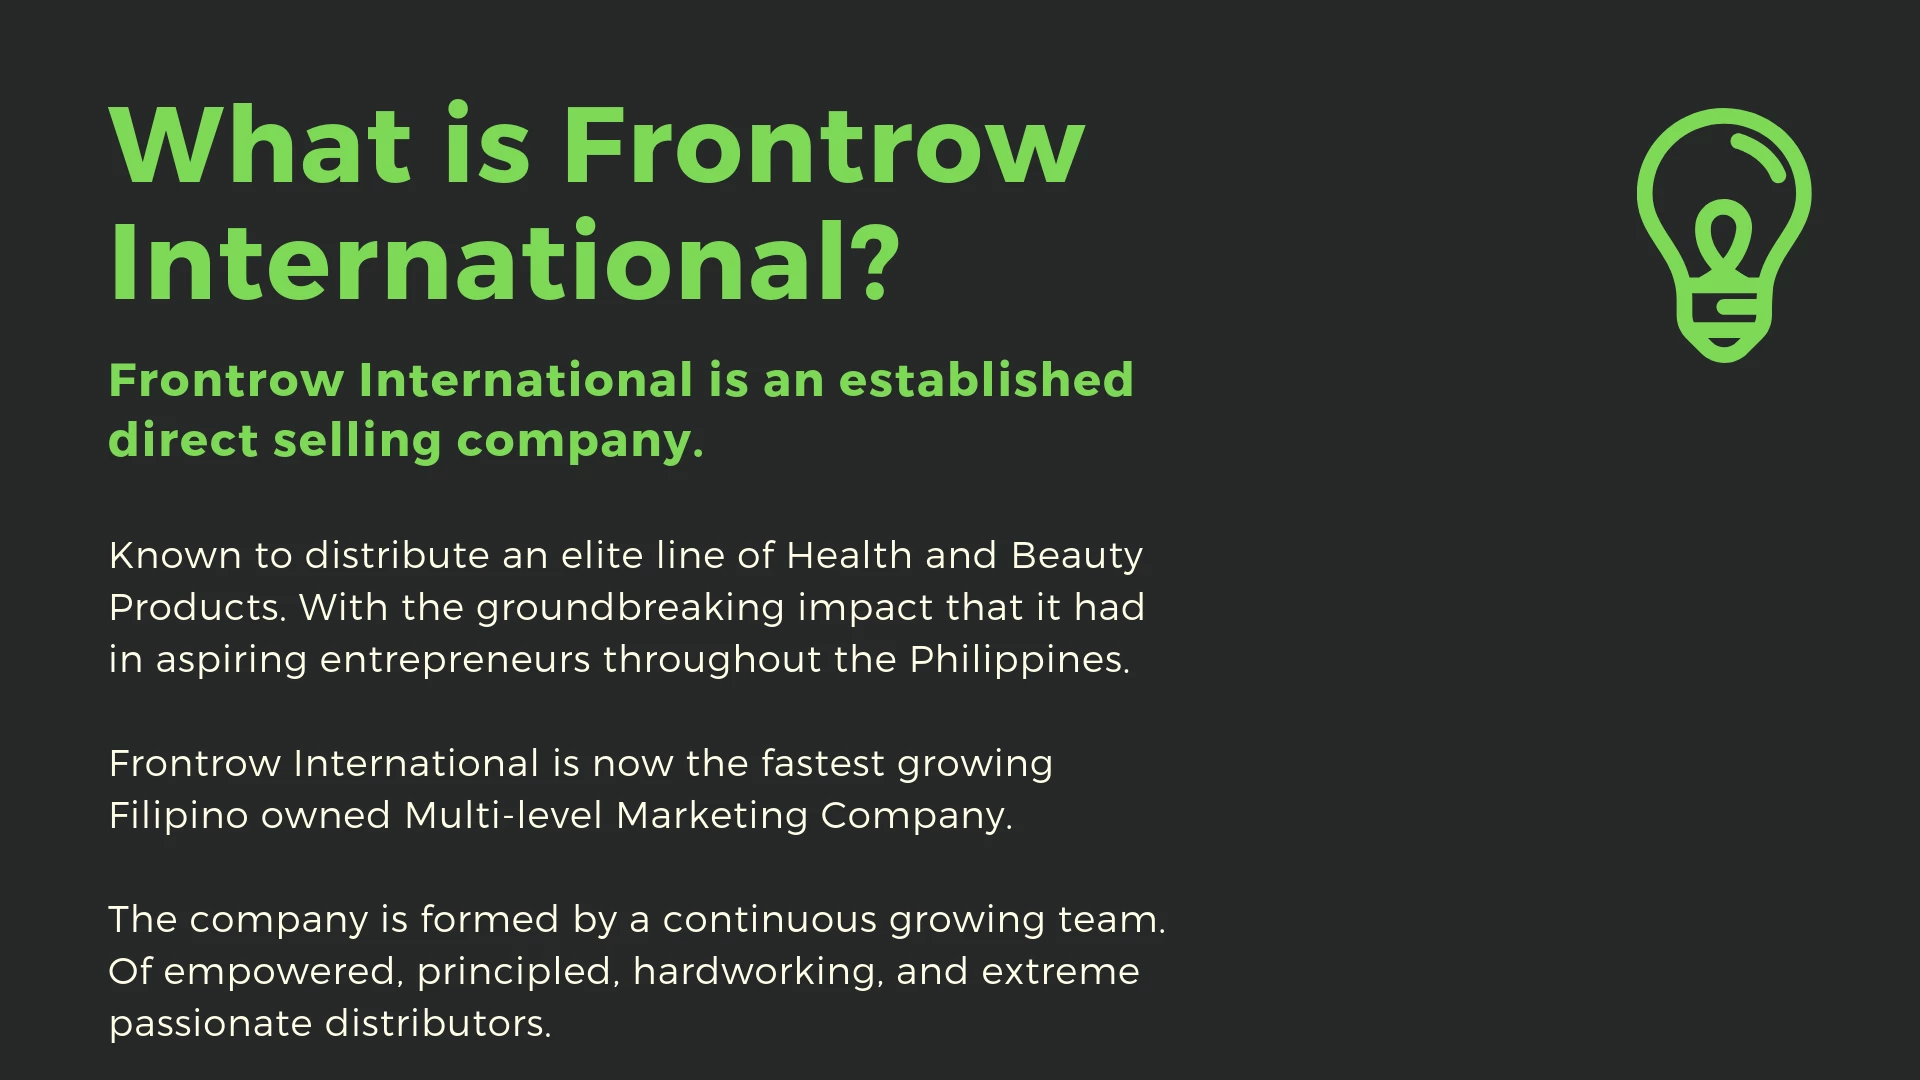 What is Frontrow
International?
Frontrow International is an established
direct selling company.
Known to distribute an elite line of Health and Beauty
Products. With the groundbreaking impact that it had
in aspiring entrepreneurs throughout the Philippines.
Frontrow International is now the fastest growing
Filipino owned Multi-level Marketing Company.
The company is formed by a continuous growing team.
Of empowered, principled, hardworking, and extreme
passionate distributors.